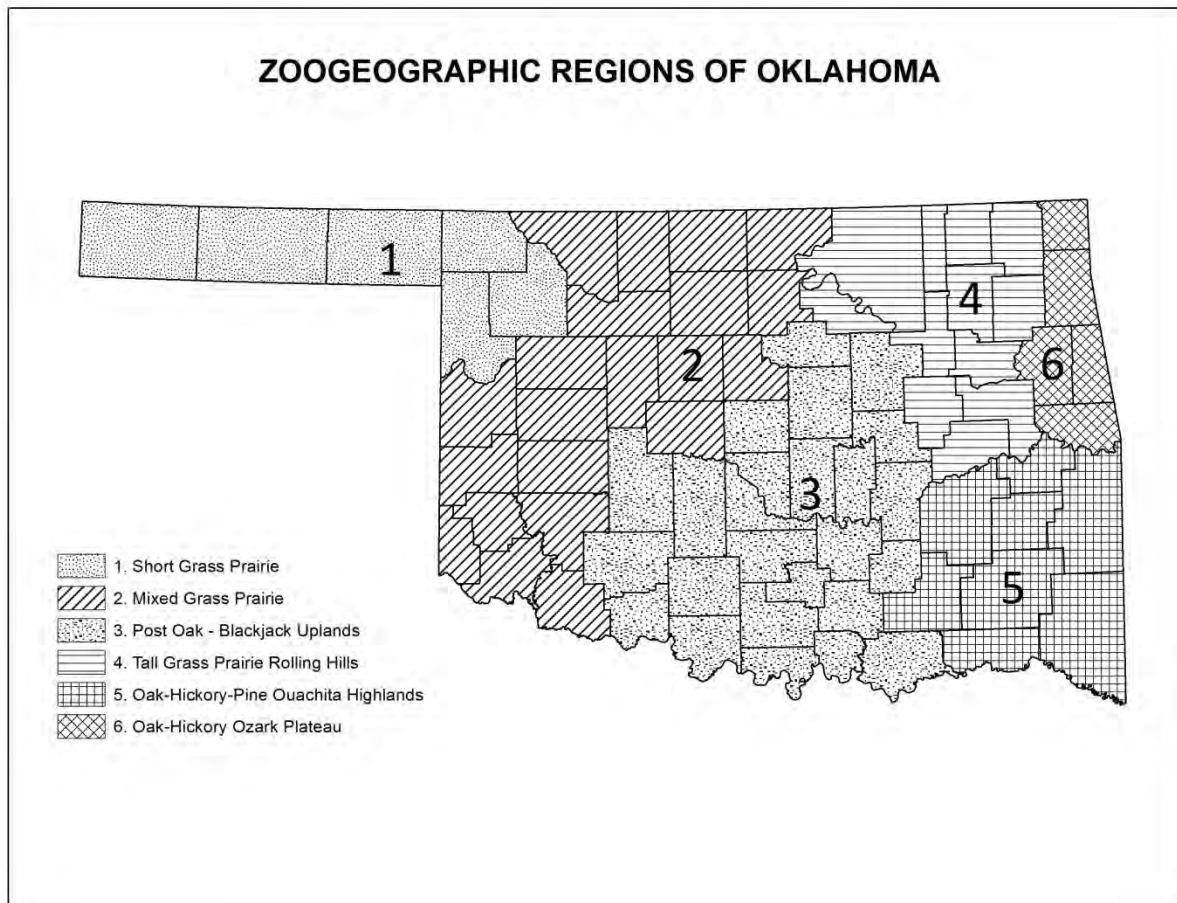 ZOOGEOGRAPHIC REGIONS OF OKLAHOMA
1
4
2
6
3
5
1. Short Grass Prairie
2. Mixed Grass Prairie
3. Post Oak - Blackjack Uplands
4. Tall Grass Prairie Rolling Hills
5. Oak-Hickory-Pine Ouachita Highlands
6. Oak-Hickory Ozark Plateau